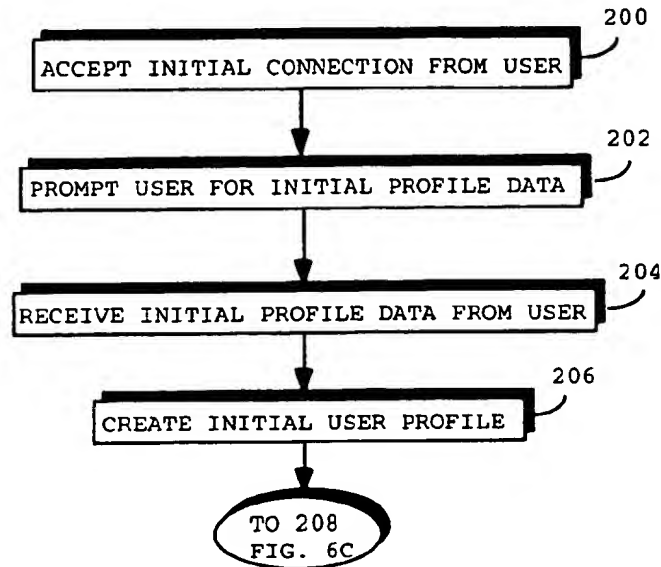 200
ACCEPT INITIAL CONNECTION FROM USER
202
PROMPT USER FOR INITIAL PROFILE DATA
204
RECEIVE INITIAL PROFILE DATA FROM USER
206
CREATE INITIAL USER PROFILE
TO 208
FIG. 6C